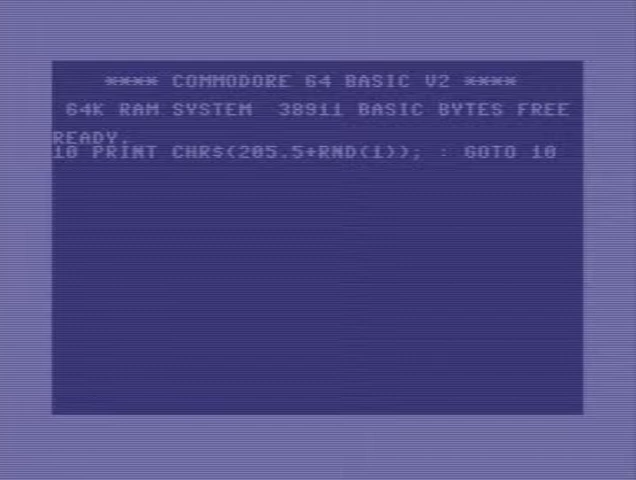 **** COMMODORE 64 BASIC V2 ****
64K RAM SYSTEM  38911 BASIC BYTES FREE
READY.
10 PRINT CHR$(205.5+RND(1)); : GOTO 10